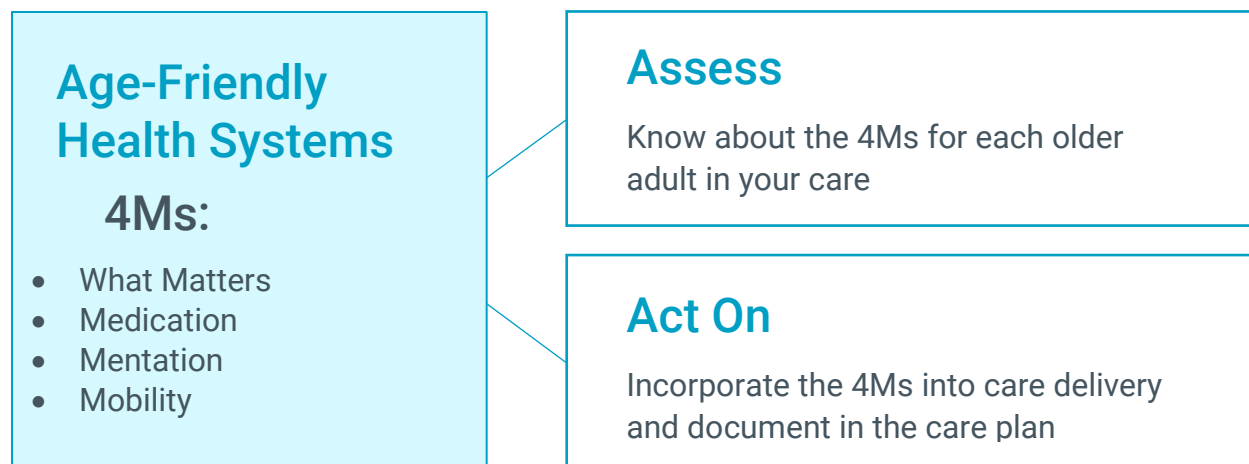 Age-Friendly
Health Systems
4Ms:
• What Matters
• Medication
• Mentation
• Mobility
Assess
Know about the 4Ms for each older
adult in your care
Act On
Incorporate the 4Ms into care delivery
and document in the care plan